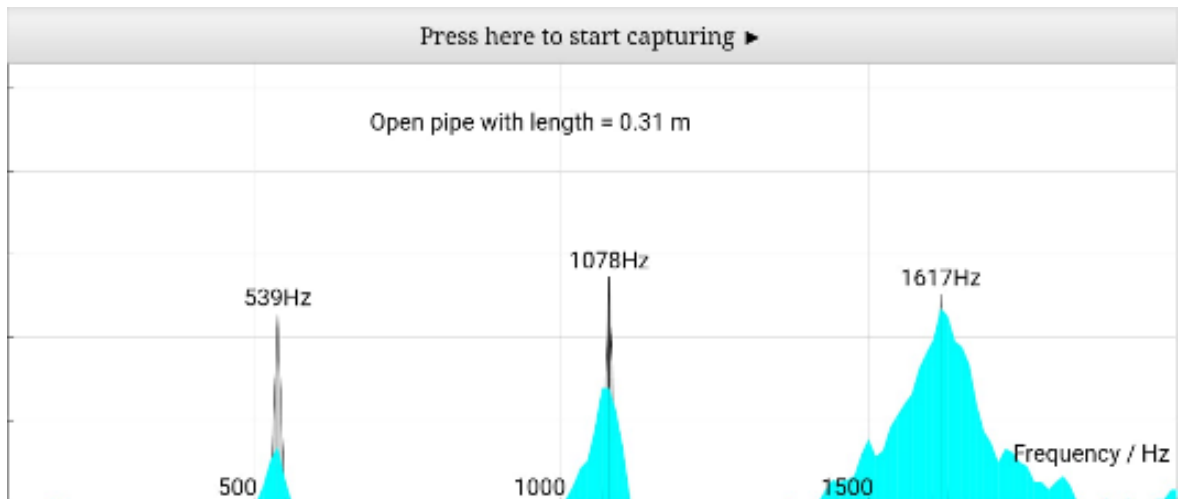 Press here to start capturing ►
Open pipe with length = 0.31 m
1078Hz
1617Hz
539Hz
Frequency / Hz
500
1000
1500